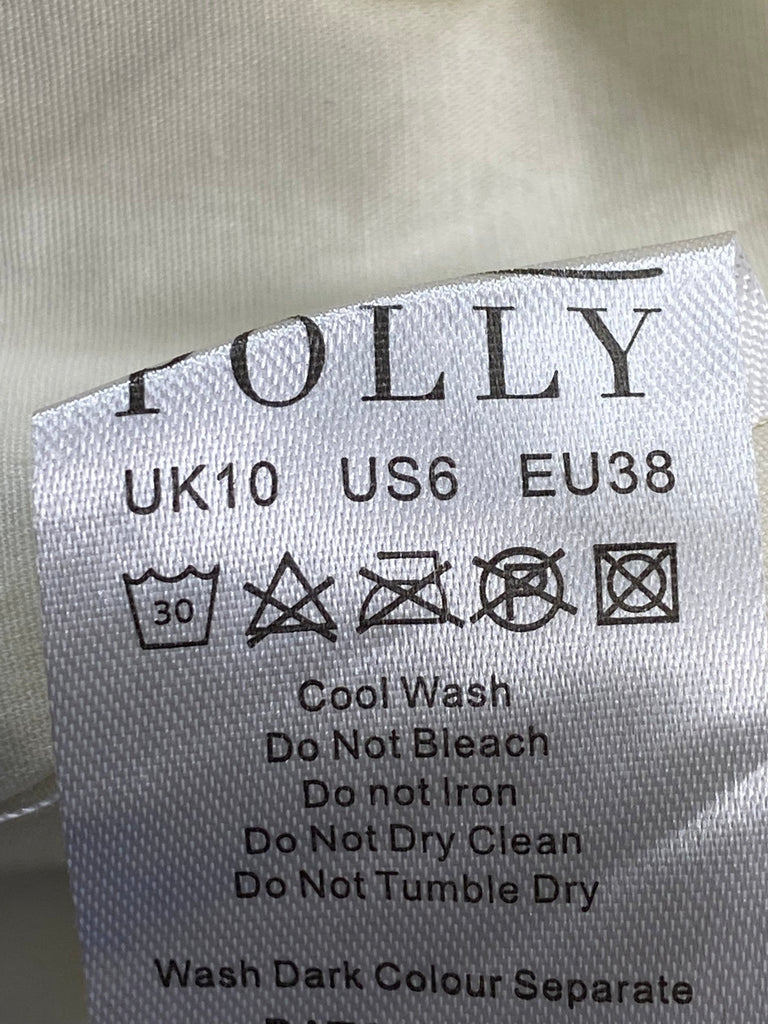 POLLY
UK10 US6 EU38
30 P
Cool Wash
Do Not Bleach
Do not Iron
Do Not Dry Clean
Do Not Tumble Dry
Wash Dark Colour Separate